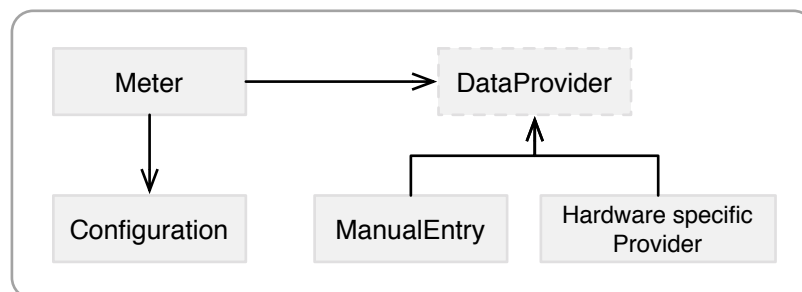 Meter
DataProvider
Configuration
ManualEntry
Hardware specific
Provider